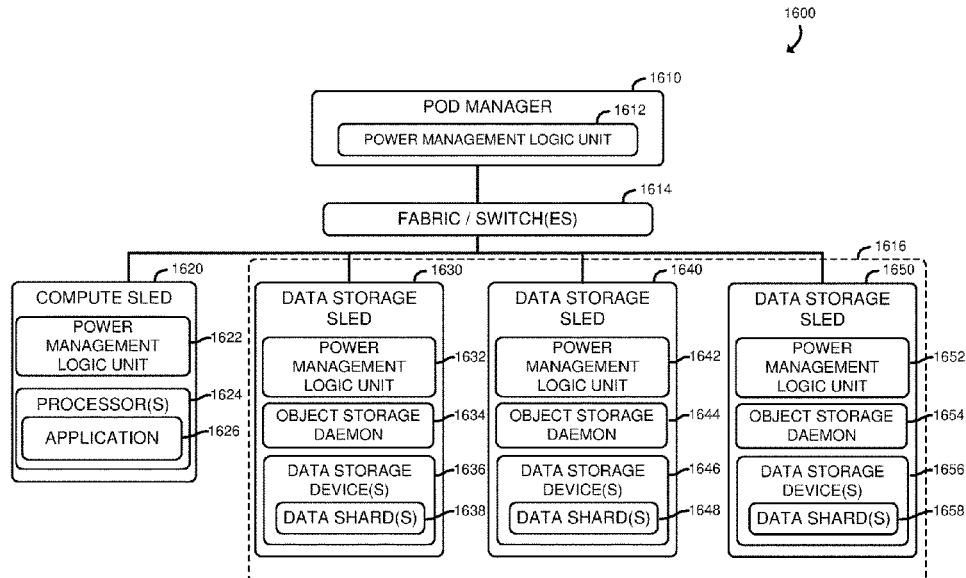 1600
1610
POD MANAGER
1612
POWER MANAGEMENT LOGIC UNIT
1614
FABRIC / SWITCH(ES)
1616
1620
COMPUTE SLED
POWER
MANAGEMENT
LOGIC UNIT
1622
PROCESSOR(S)
1624
APPLICATION
1626
1630
DATA STORAGE
SLED
POWER
MANAGEMENT
LOGIC UNIT
1632
OBJECT STORAGE
DAEMON
1634
DATA STORAGE
DEVICE(S)
1636
DATA SHARD(S)
1638
1640
DATA STORAGE
SLED
POWER
MANAGEMENT
LOGIC UNIT
1642
OBJECT STORAGE
DAEMON
1644
DATA STORAGE
DEVICE(S)
1646
DATA SHARD(S)
1648
1650
DATA STORAGE
SLED
POWER
MANAGEMENT
LOGIC UNIT
1652
OBJECT STORAGE
DAEMON
1654
DATA STORAGE
DEVICE(S)
1656
DATA SHARD(S)
1658